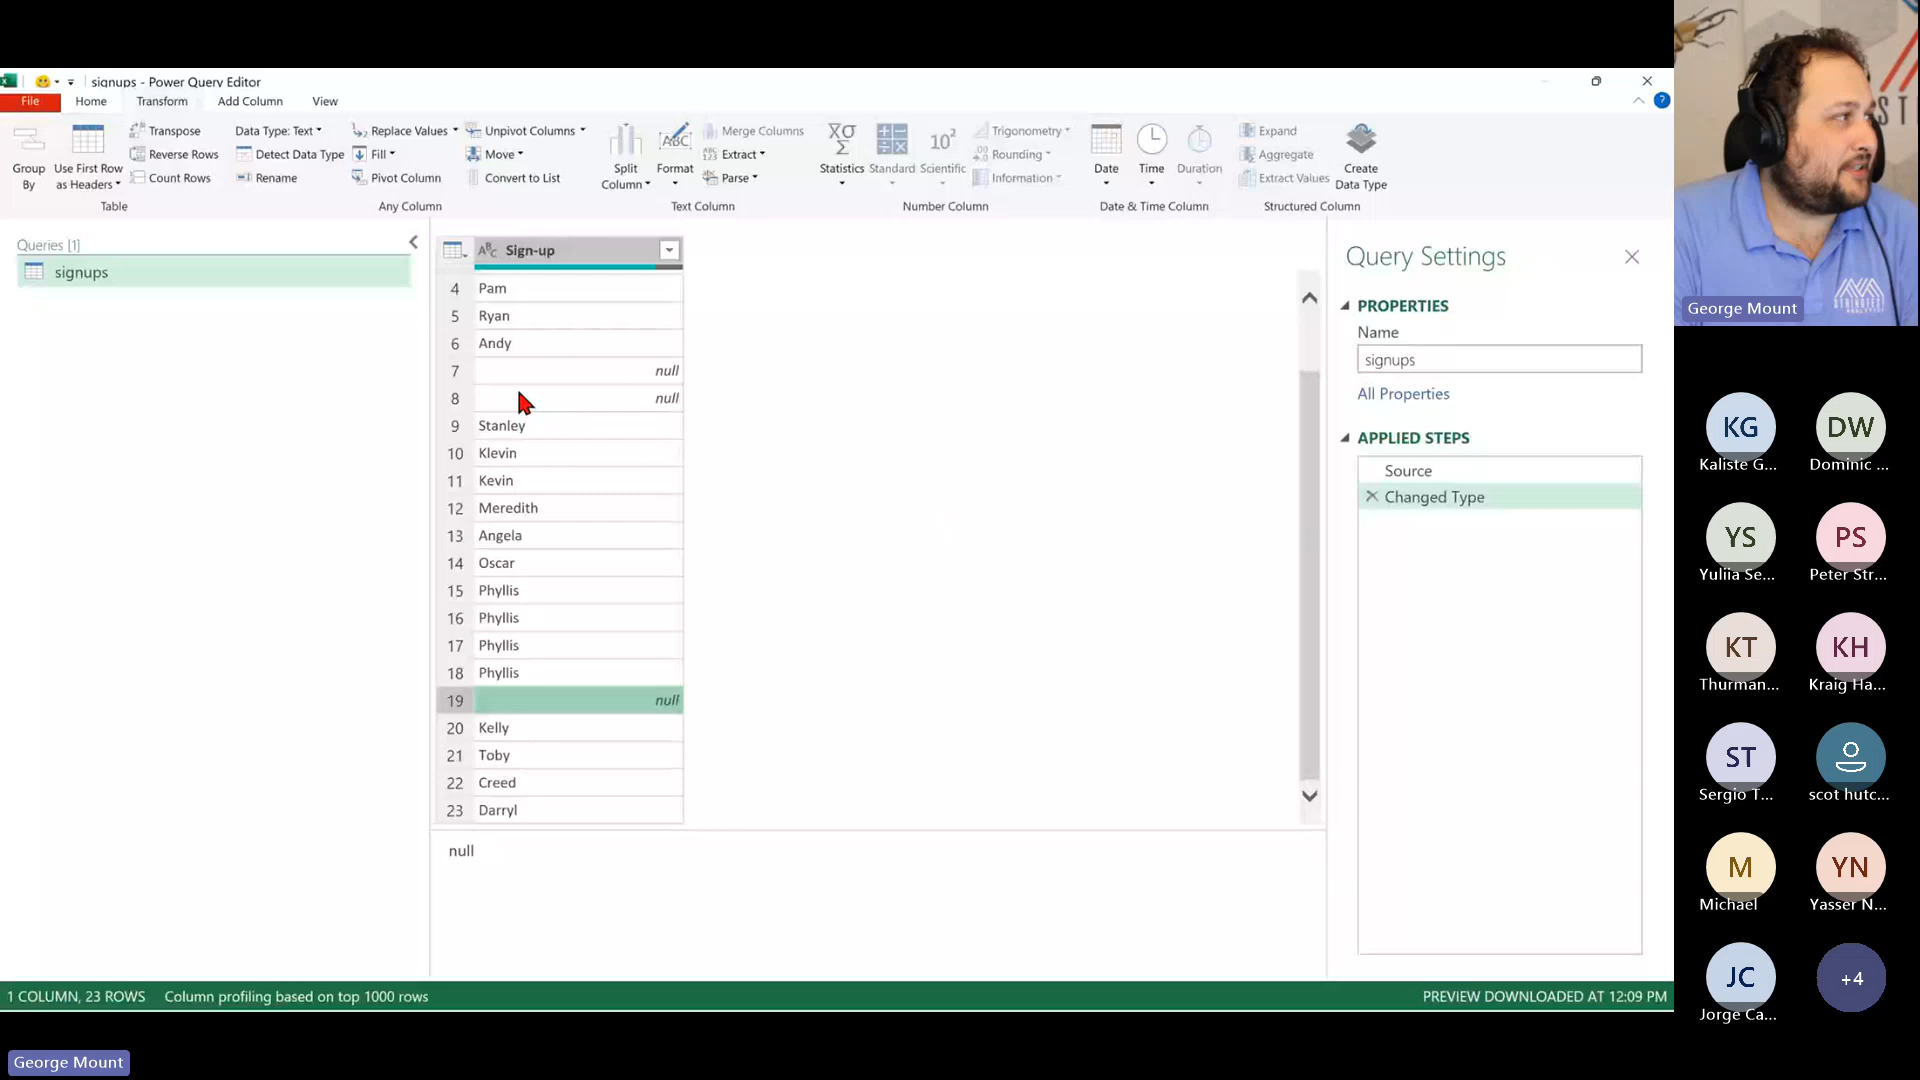 signups - Power Query Editor
File
Home
Transform
Add Column
View
Group By
Use First Row as Headers
Transpose
Reverse Rows
Count Rows
Table
Data Type: Text
Detect Data Type
Rename
Replace Values
Fill
Pivot Column
Unpivot Columns
Move
Convert to List
Any Column
Split Column
Format
Merge Columns
Extract
Parse
Text Column
Statistics
Standard
Scientific
Trigonometry
Rounding
Information
Number Column
Date
Time
Duration
Date & Time Column
Expand
Aggregate
Extract Values
Create Data Type
Structured Column
Queries [1]
signups
Sign-up
4 Pam
5 Ryan
6 Andy
7 null
8 null
9 Stanley
10 Klevin
11 Kevin
12 Meredith
13 Angela
14 Oscar
15 Phyllis
16 Phyllis
17 Phyllis
18 Phyllis
19 null
20 Kelly
21 Toby
22 Creed
23 Darryl
null
Query Settings
PROPERTIES
Name
signups
All Properties
APPLIED STEPS
Source
Changed Type
1 COLUMN, 23 ROWS
Column profiling based on top 1000 rows
PREVIEW DOWNLOADED AT 12:09 PM
George Mount
George Mount
KG
Kaliste G...
DW
Dominic ...
YS
Yuliia Se...
PS
Peter Str...
KT
Thurman...
KH
Kraig Ha...
ST
Sergio T...
scot hutc...
M
Michael
YN
Yasser N...
JC
Jorge Ca...
+4